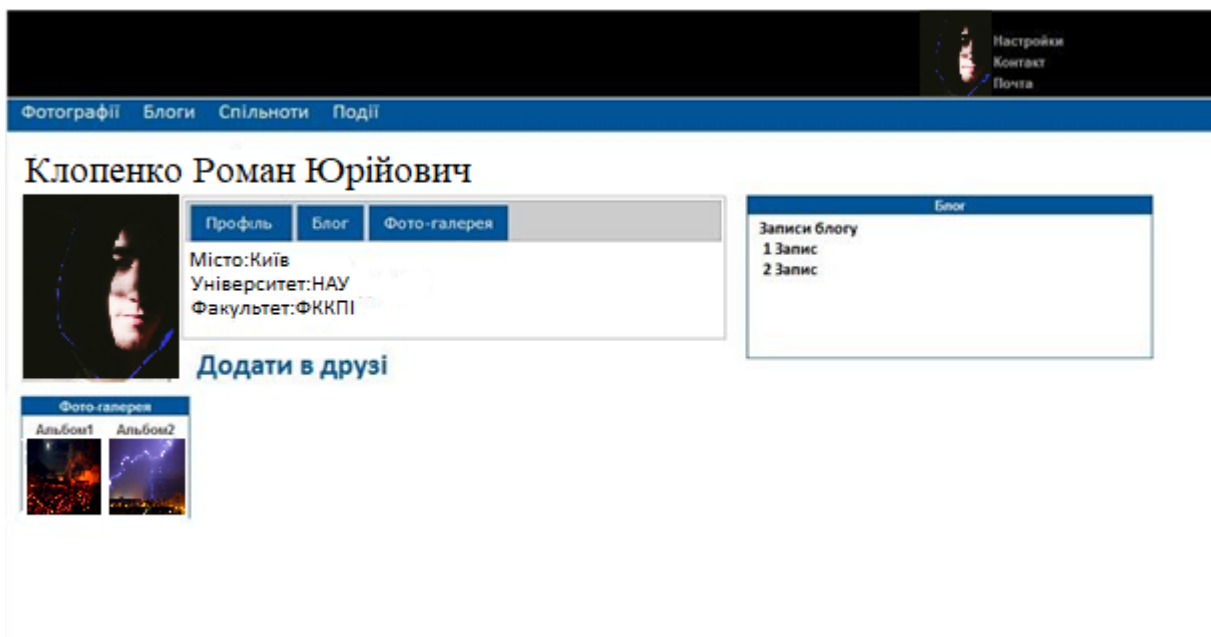 Настройки
Контакт
Почта
Фотографії Блоги Спільноти Події
Клопенко Роман Юрійович
Профіль Блог Фото-галерея
Місто:Київ
Університет:НАУ
Факультет:ФККПІ
Додати в друзі
Блог
Записи блогу
1 Запис
2 Запис
Фото-галерея
Альбом1 Альбом2